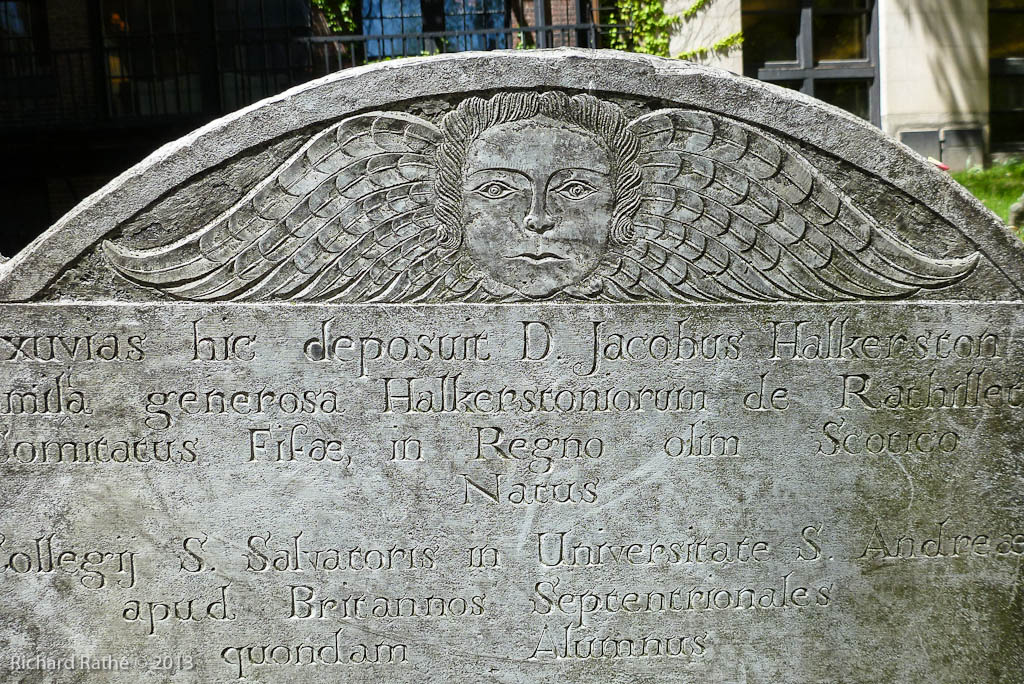 xuvias hic deposuit D. Jacobus Halkerston
milâ generosa Halkerstoniorum de Rathillet
Comitatus Fifæ, in Regno olim Scotico
Natus
Collegij S. Salvatoris in Universitate S. Andreæ
apud Britannos Septentrionales
quondam Alumnus
Richard Rathe © 2013